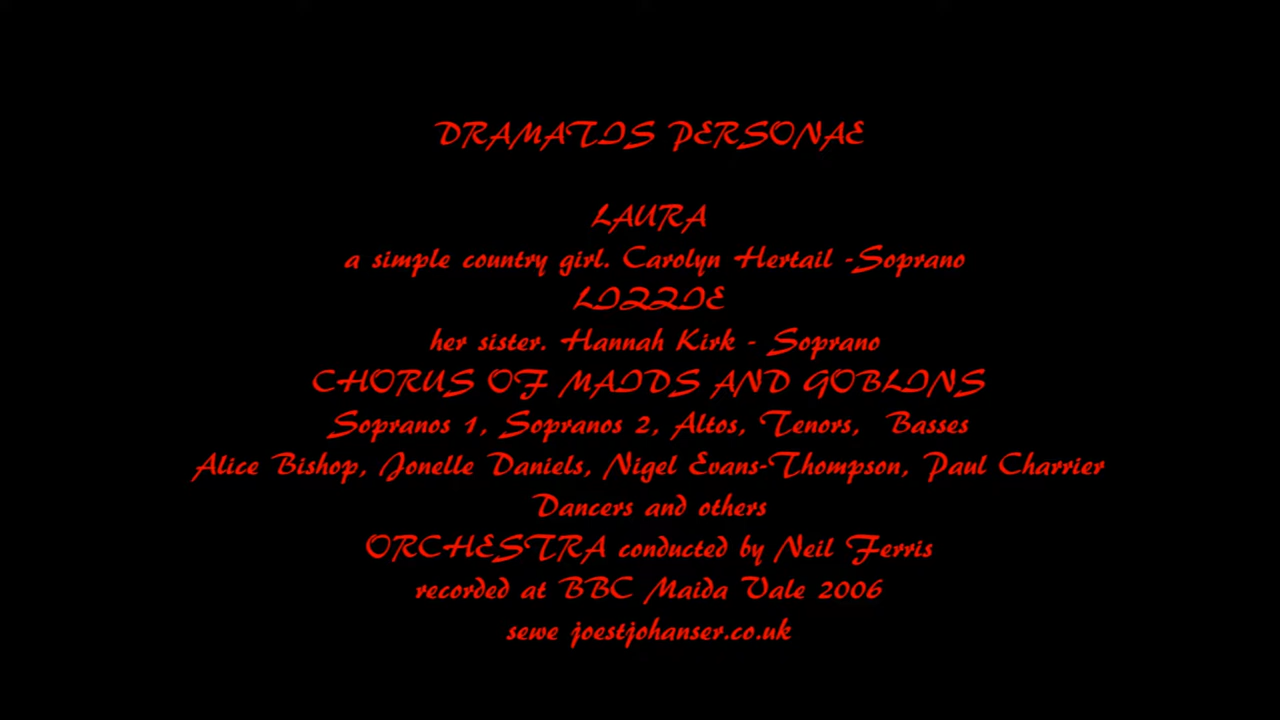 DRAMATIS PERSONAE
LAURA
a simple country girl. Carolyn Hertail -Soprano
LIZZIE
her sister. Hannah Kirk - Soprano
CHORUS OF MAIDS AND GOBLINS
Sopranos 1, Sopranos 2, Altos, Tenors, Basses
Alice Bishop, Jonelle Daniels, Nigel Evans-Thompson, Paul Charrier
Dancers and others
ORCHESTRA conducted by Neil Ferris
recorded at BBC Maida Vale 2006
sewe joestjohanser.co.uk